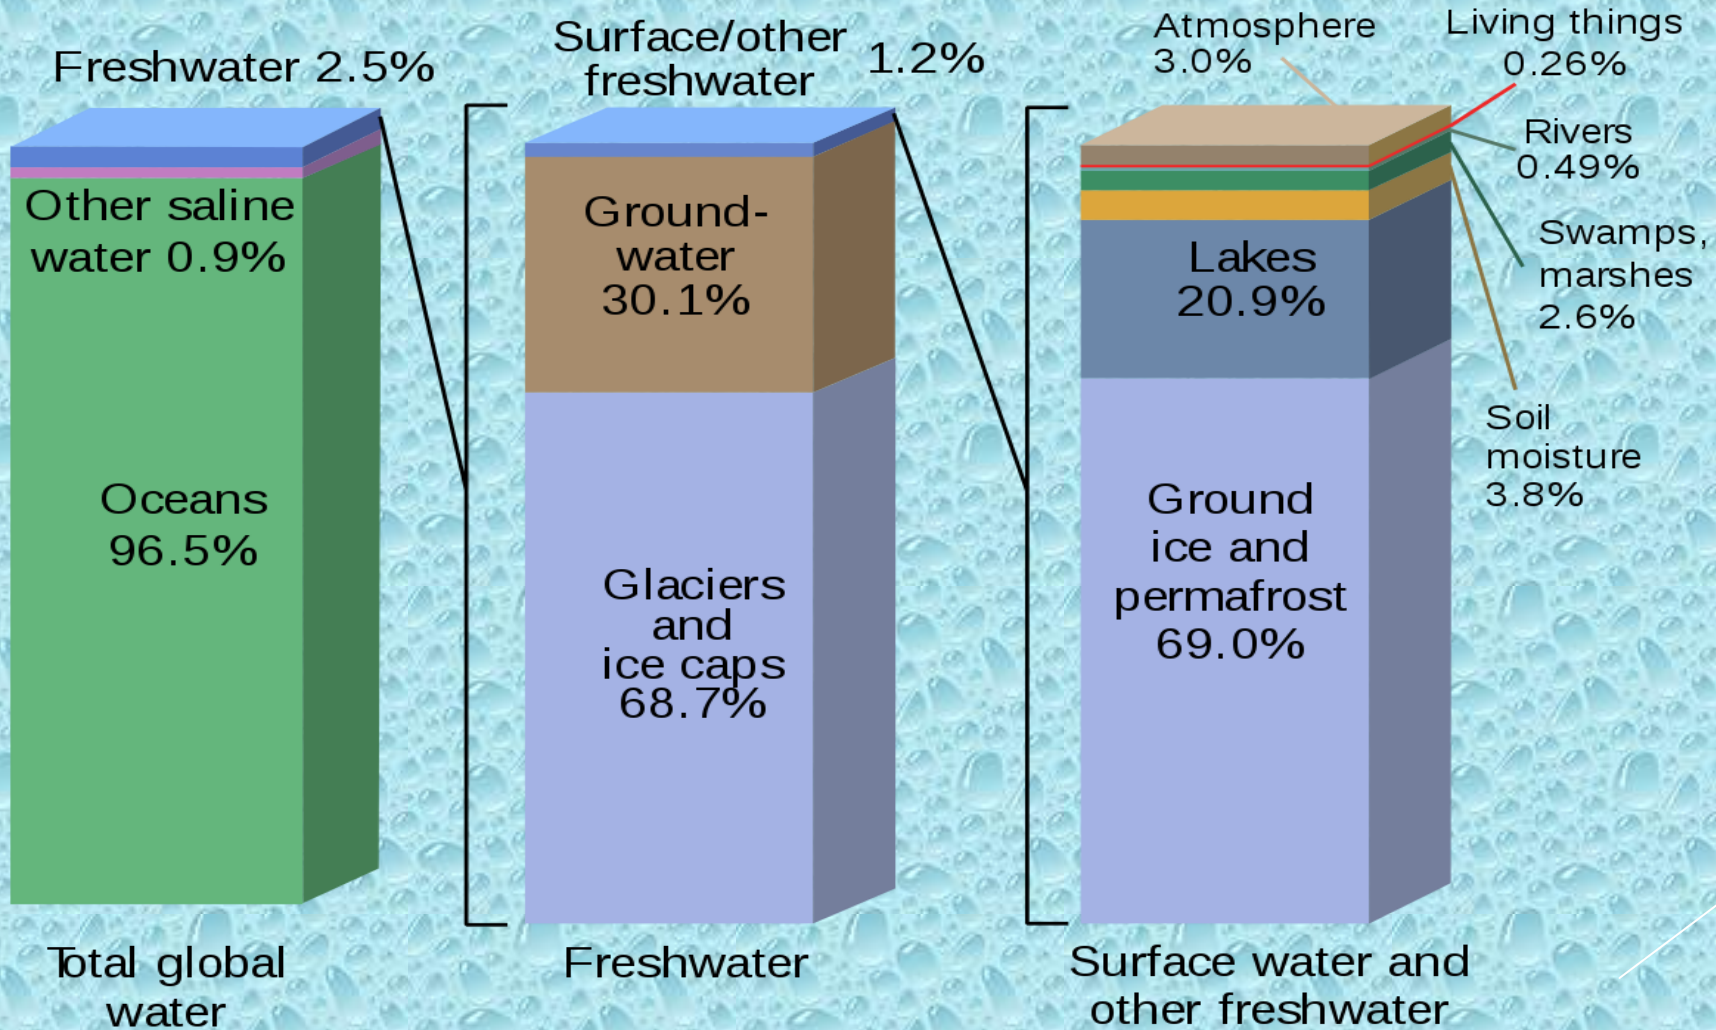 Freshwater 2.5%
Other saline
water 0.9%
Oceans
96.5%
Total global
water
Surface/other
freshwater 1.2%
Ground-
water
30.1%
Glaciers
and
ice caps
68.7%
Freshwater
Atmosphere
3.0%
Living things
0.26%
Rivers
0.49%
Swamps,
marshes
2.6%
Soil
moisture
3.8%
Lakes
20.9%
Ground
ice and
permafrost
69.0%
Surface water and
other freshwater